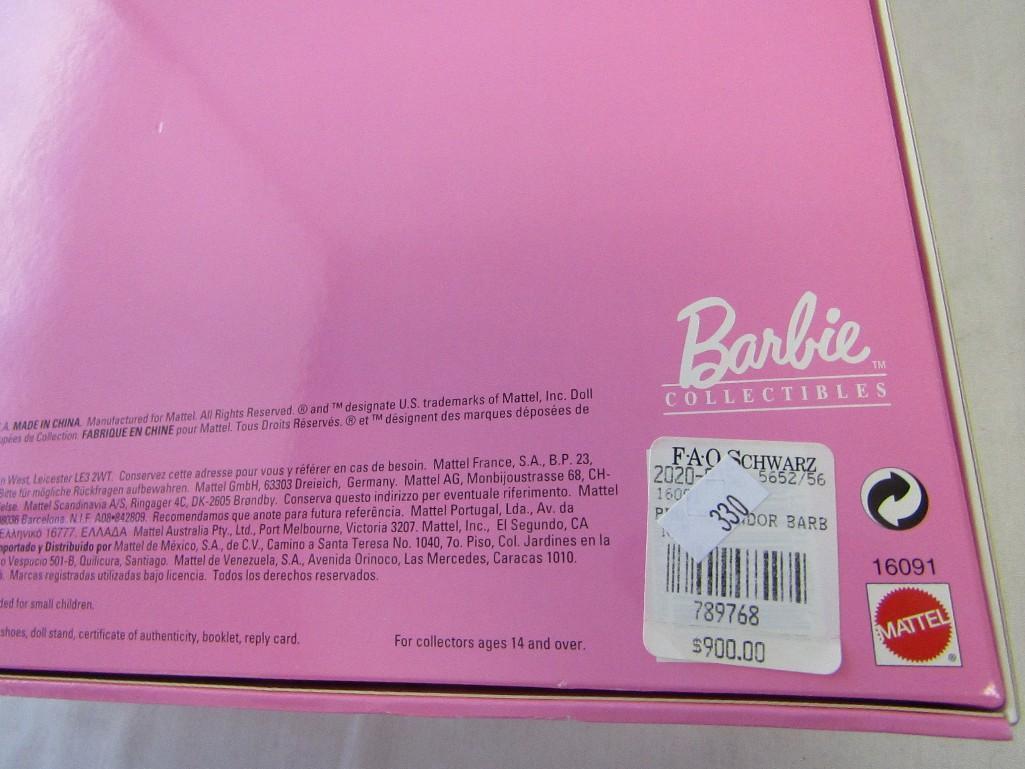 Barbie™
COLLECTIBLES
.A. MADE IN CHINA. Manufactured for Mattel. All Rights Reserved. ® and ™ designate U.S. trademarks of Mattel, Inc. Doll
upées de Collection. FABRIQUE EN CHINE pour Mattel. Tous Droits Réservés. ® et ™ désignent des marques déposées de
n West, Leicester LE3 2WT. Conservez cette adresse pour vous y référer en cas de besoin. Mattel France, S.A., B.P. 23,
Bitte für mögliche Rückfragen aufbewahren. Mattel GmbH, 63303 Dreieich, Germany. Mattel AG, Monbijoustrasse 68, CH-
else. Mattel Scandinavia A/S, Ringager 4C, DK-2605 Brøndby. Conserva questo indirizzo per eventuale riferimento. Mattel
08036 Barcelona. N.I.F. A08•842809. Recomendamos que anote para futura referência. Mattel Portugal, Lda., Av. da
Ελληνικό 16777. ΕΛΛΑΔΑ Mattel Australia Pty., Ltd., Port Melbourne, Victoria 3207. Mattel, Inc., El Segundo, CA
mportado y Distribuido por Mattel de México, S.A., de C.V., Camino a Santa Teresa No. 1040, 7o. Piso, Col. Jardines en la
o Vespucio 501-B, Quilicura, Santiago. Mattel de Venezuela, S.A., Avenida Orinoco, Las Mercedes, Caracas 1010.
Marcas registradas utilizadas bajo licencia. Todos los derechos reservados.
ded for small children.
shoes, doll stand, certificate of authenticity, booklet, reply card.
For collectors ages 14 and over.
F·A·O SCHWARZ
2020- 5652/56
160
330
DOR BARB
789768
$900.00
16091
MATTEL®